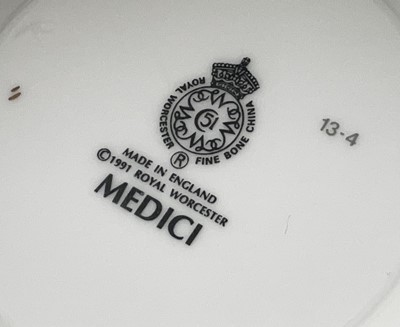 ROYAL WORCESTER
FINE BONE CHINA
51
®
13-4
MADE IN ENGLAND
©1991 ROYAL WORCESTER
MEDICI